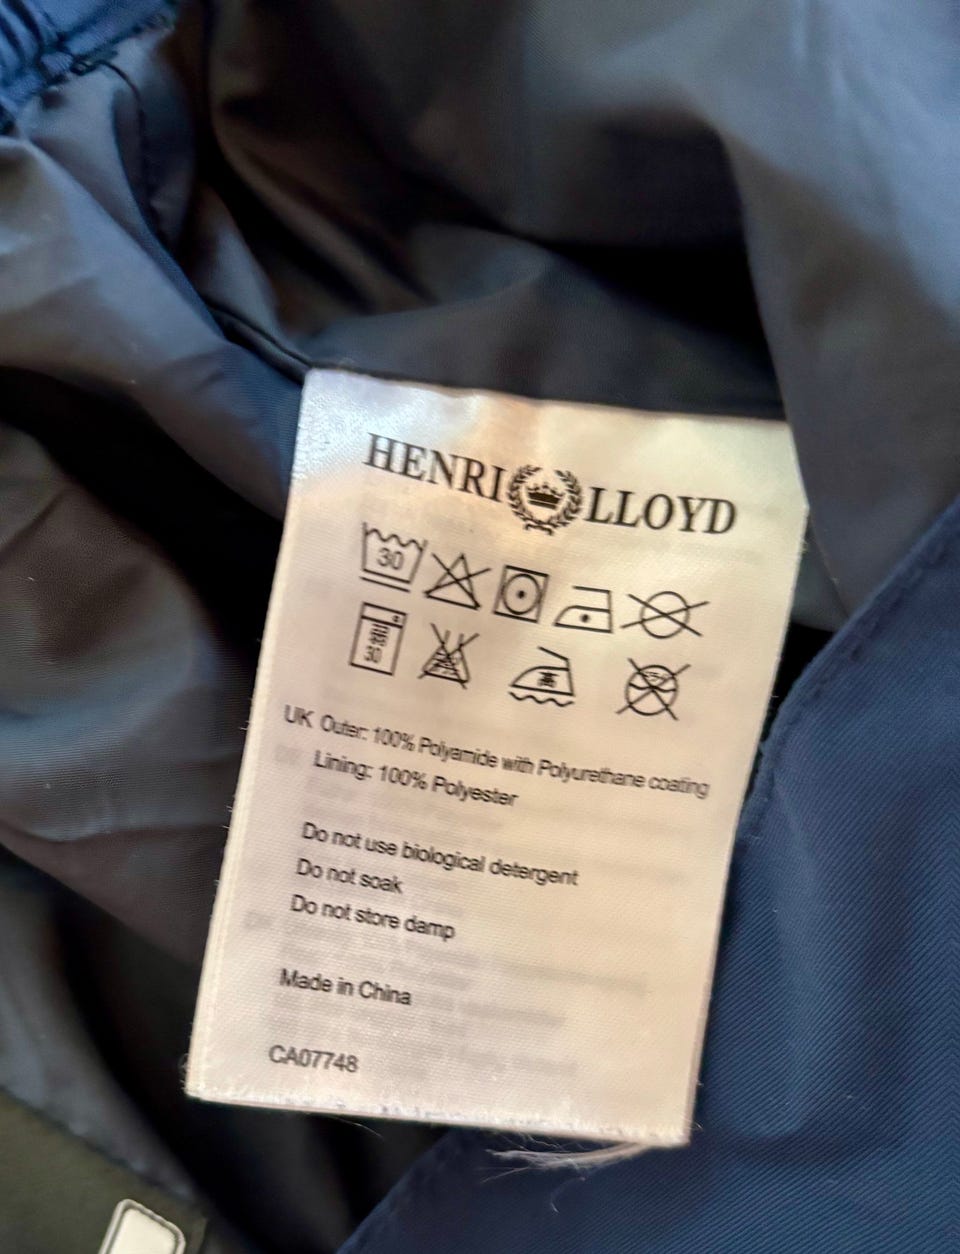 HENRI LLOYD
30
30
UK Outer: 100% Polyamide with Polyurethane coating
Lining: 100% Polyester
Do not use biological detergent
Do not soak
Do not store damp
Made in China
CA07748